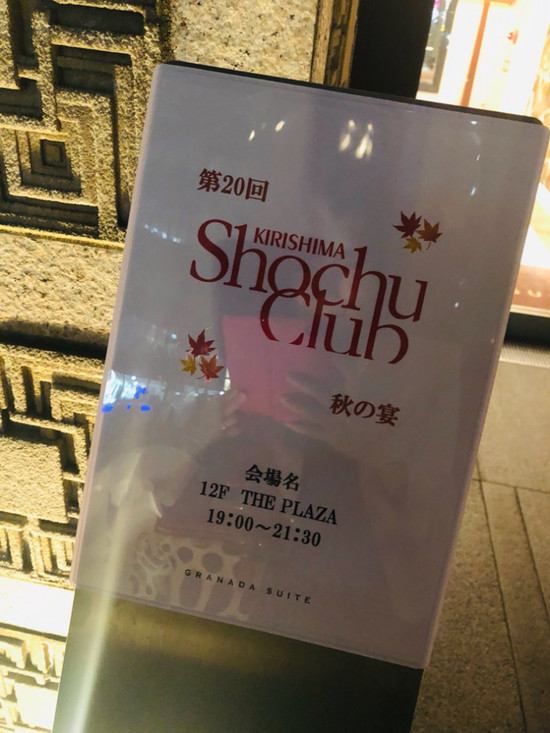 第20回
KIRISHIMA
Shochu
Club
秋の宴
会場名
12F THE PLAZA
19:00〜21:30
GRANADA SUITE